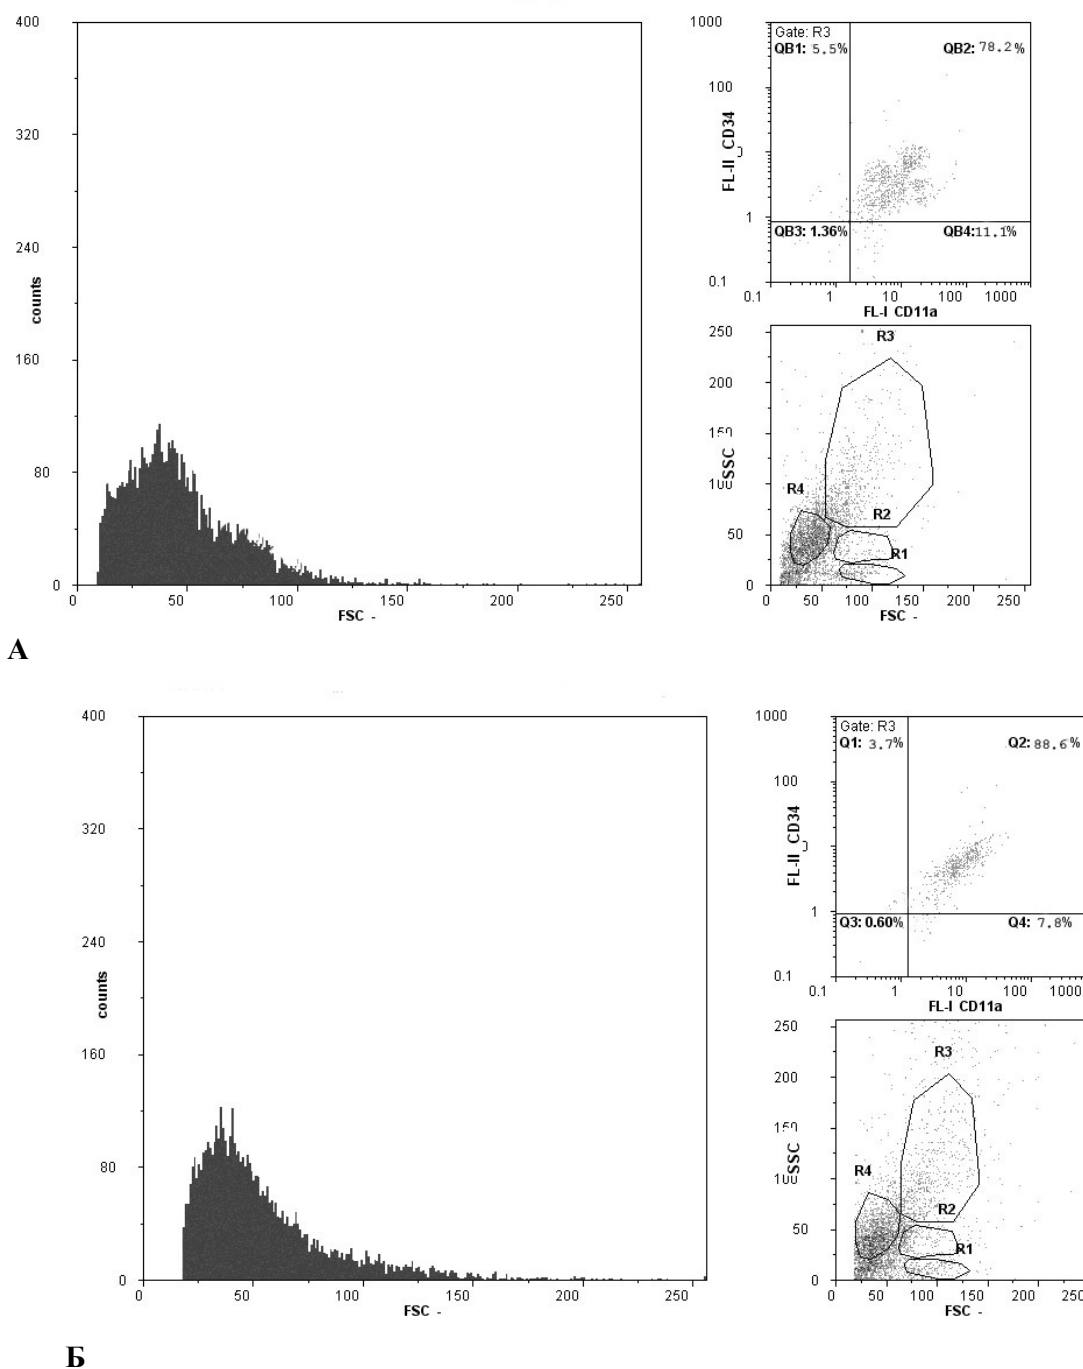 400
320
240
160
80
0
counts
0 50 100 150 200 250
FSC -
1000
100
1
0.1
FL-II CD34
Gate: R3
QB1: 5.5%
QB2: 78.2%
QB3: 1.36%
QB4: 11.1%
0.1 1 10 100 1000
FL-I CD11a
250
200
50
0
SSC
R3
R4
R2
R1
0 50 100 150 200 250
FSC -
А
400
320
240
160
80
0
counts
0 50 100 150 200 250
FSC -
1000
100
1
0.1
FL-II CD34
Gate: R3
Q1: 3.7%
Q2: 88.6%
Q3: 0.60%
Q4: 7.8%
0.1 1 10 100 1000
FL-I CD11a
250
200
50
0
SSC
R3
R4
R2
R1
0 50 100 150 200 250
FSC -
Б